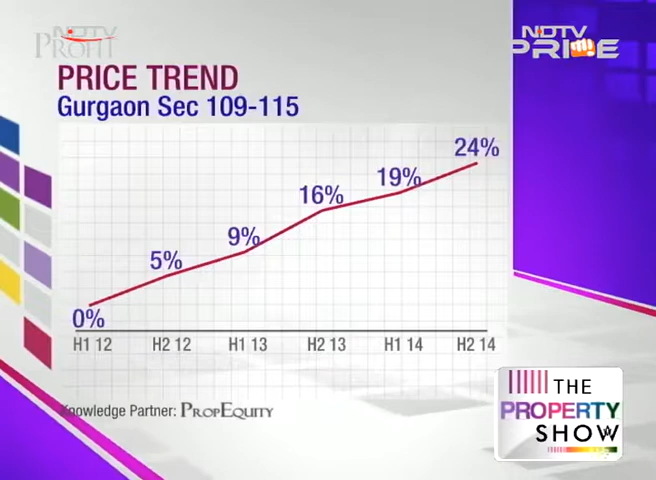 NDTV
PROFIT
NDTV
PRIME
PRICE TREND
Gurgaon Sec 109-115
24%
19%
16%
9%
5%
0%
H1 12 H2 12 H1 13 H2 13 H1 14 H2 14
Knowledge Partner: PROPEQUITY
THE
PROPERTY
SHOW